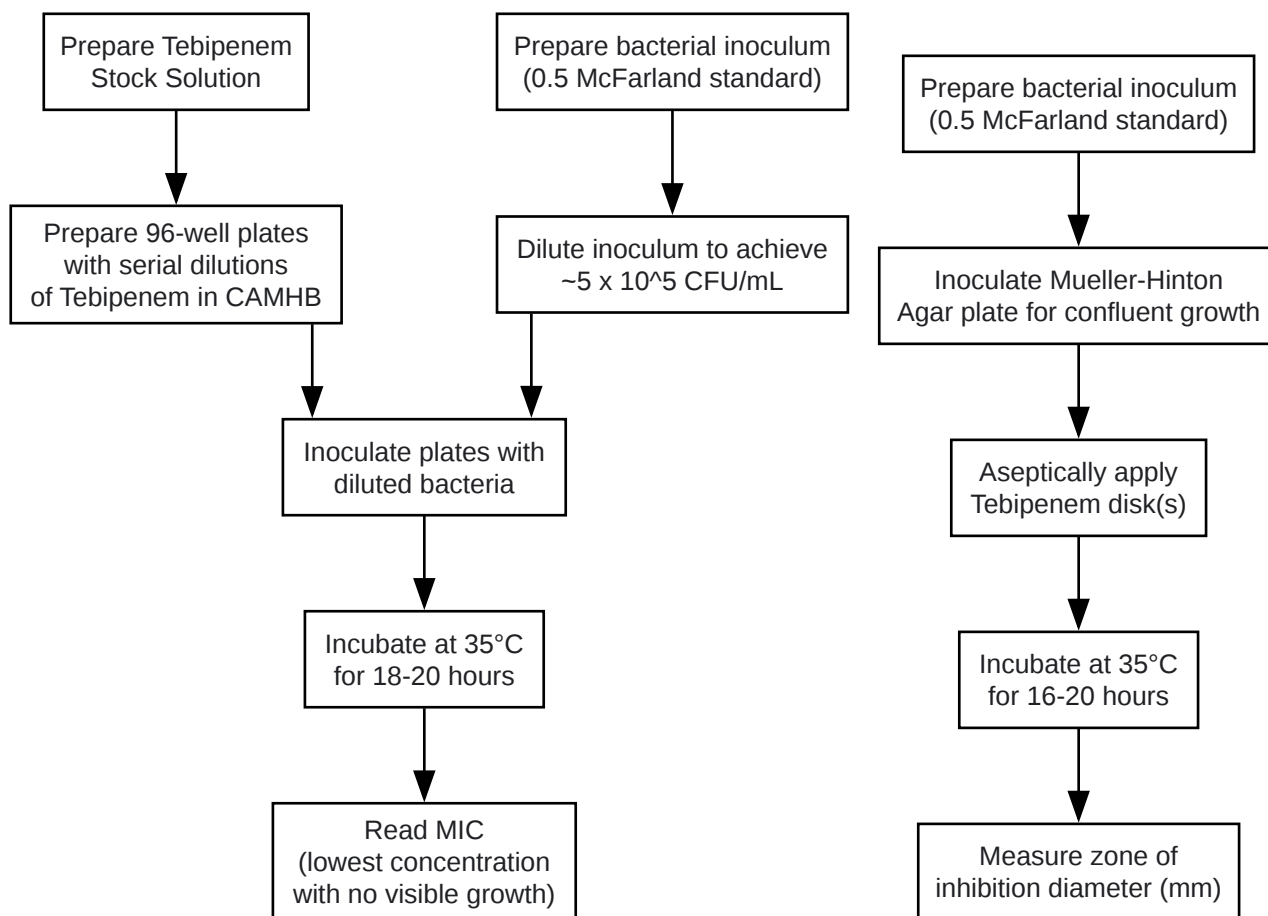 Prepare Tebipenem
Stock Solution
Prepare bacterial inoculum
(0.5 McFarland standard)
Prepare 96-well plates
with serial dilutions
of Tebipenem in CAMHB
Dilute inoculum to achieve
~5 x 10^5 CFU/mL
Inoculate plates with
diluted bacteria
Incubate at 35°C
for 18-20 hours
Read MIC
(lowest concentration
with no visible growth)
Prepare bacterial inoculum
(0.5 McFarland standard)
Inoculate Mueller-Hinton
Agar plate for confluent growth
Aseptically apply
Tebipenem disk(s)
Incubate at 35°C
for 16-20 hours
Measure zone of
inhibition diameter (mm)